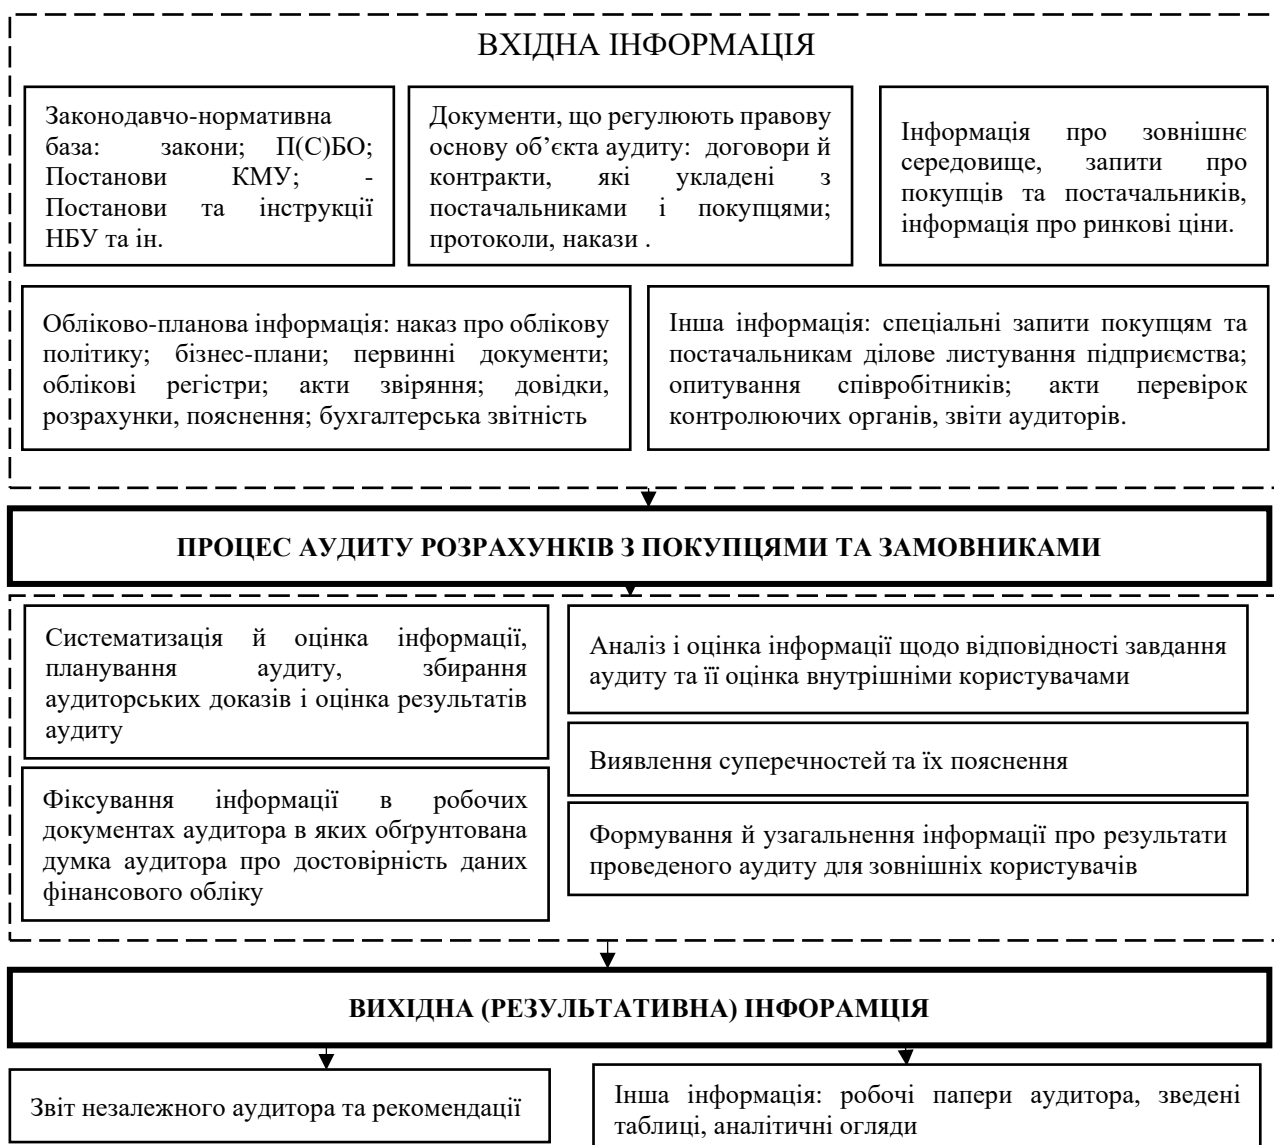 ВХІДНА ІНФОРМАЦІЯ
Законодавчо-нормативна
база: закони; П(С)БО;
Постанови КМУ; -
Постанови та інструкції
НБУ та ін.
Документи, що регулюють правову
основу об’єкта аудиту: договори й
контракти, які укладені з
постачальниками і покупцями;
протоколи, накази .
Інформація про зовнішнє
середовище, запити про
покупців та постачальників,
інформація про ринкові ціни.
Обліково-планова інформація: наказ про облікову
політику; бізнес-плани; первинні документи;
облікові регістри; акти звіряння; довідки,
розрахунки, пояснення; бухгалтерська звітність
Інша інформація: спеціальні запити покупцям та
постачальникам ділове листування підприємства;
опитування співробітників; акти перевірок
контролюючих органів, звіти аудиторів.
ПРОЦЕС АУДИТУ РОЗРАХУНКІВ З ПОКУПЦЯМИ ТА ЗАМОВНИКАМИ
Систематизація й оцінка інформації,
планування аудиту, збирання
аудиторських доказів і оцінка результатів
аудиту
Фіксування інформації в робочих
документах аудитора в яких обґрунтована
думка аудитора про достовірність даних
фінансового обліку
Аналіз і оцінка інформації щодо відповідності завдання
аудиту та її оцінка внутрішніми користувачами
Виявлення суперечностей та їх пояснення
Формування й узагальнення інформації про результати
проведеного аудиту для зовнішніх користувачів
ВИХІДНА (РЕЗУЛЬТАТИВНА) ІНФОРАМЦІЯ
Звіт незалежного аудитора та рекомендації
Інша інформація: робочі папери аудитора, зведені
таблиці, аналітичні огляди